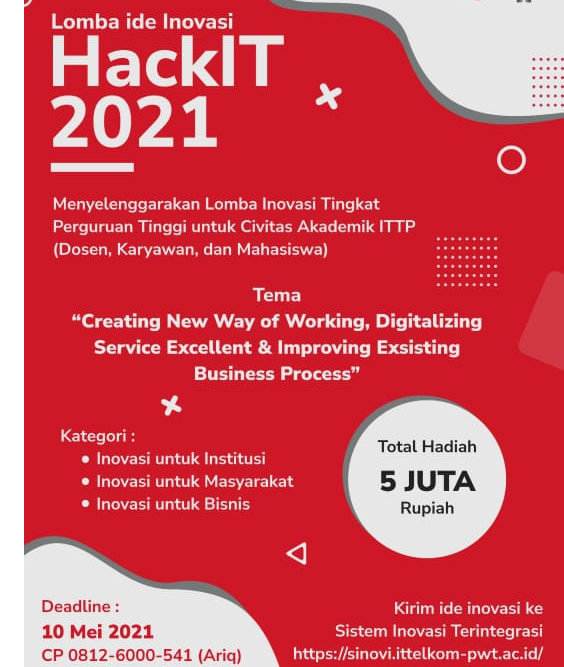 Lomba ide Inovasi
HackIT
2021
Menyelenggarakan Lomba Inovasi Tingkat
Perguruan Tinggi untuk Civitas Akademik ITTP
(Dosen, Karyawan, dan Mahasiswa)
Tema
“Creating New Way of Working, Digitalizing
Service Excellent & Improving Exsisting
Business Process”
Kategori :
• Inovasi untuk Institusi
• Inovasi untuk Masyarakat
• Inovasi untuk Bisnis
Total Hadiah
5 JUTA
Rupiah
Deadline :
10 Mei 2021
CP 0812-6000-541 (Ariq)
Kirim ide inovasi ke
Sistem Inovasi Terintegrasi
https://sinovi.ittelkom-pwt.ac.id/